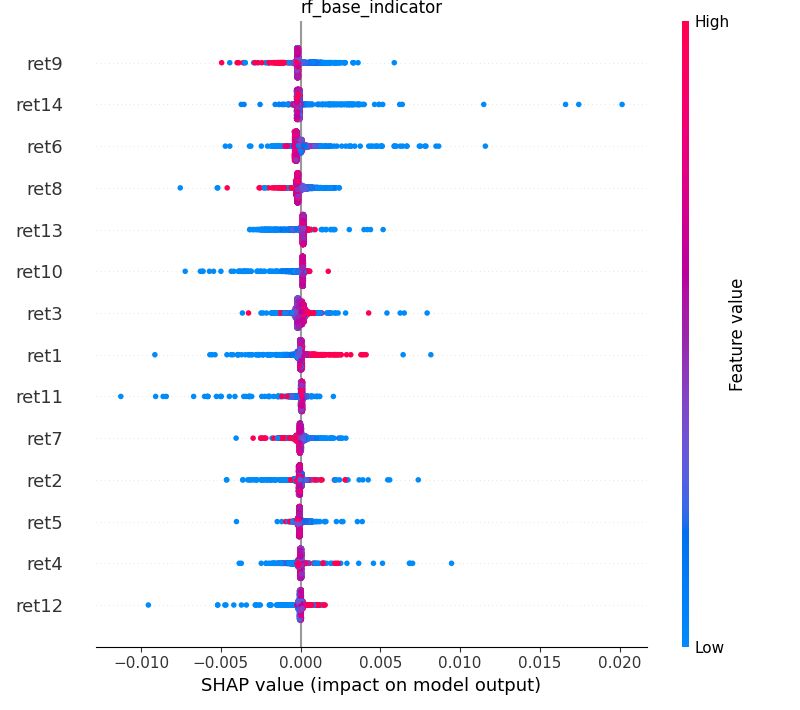 rf_base_indicator
High
ret9
ret14
ret6
ret8
ret13
ret10
ret3
ret1
ret11
ret7
ret2
ret5
ret4
ret12
Feature value
Low
−0.010 −0.005 0.000 0.005 0.010 0.015 0.020
SHAP value (impact on model output)